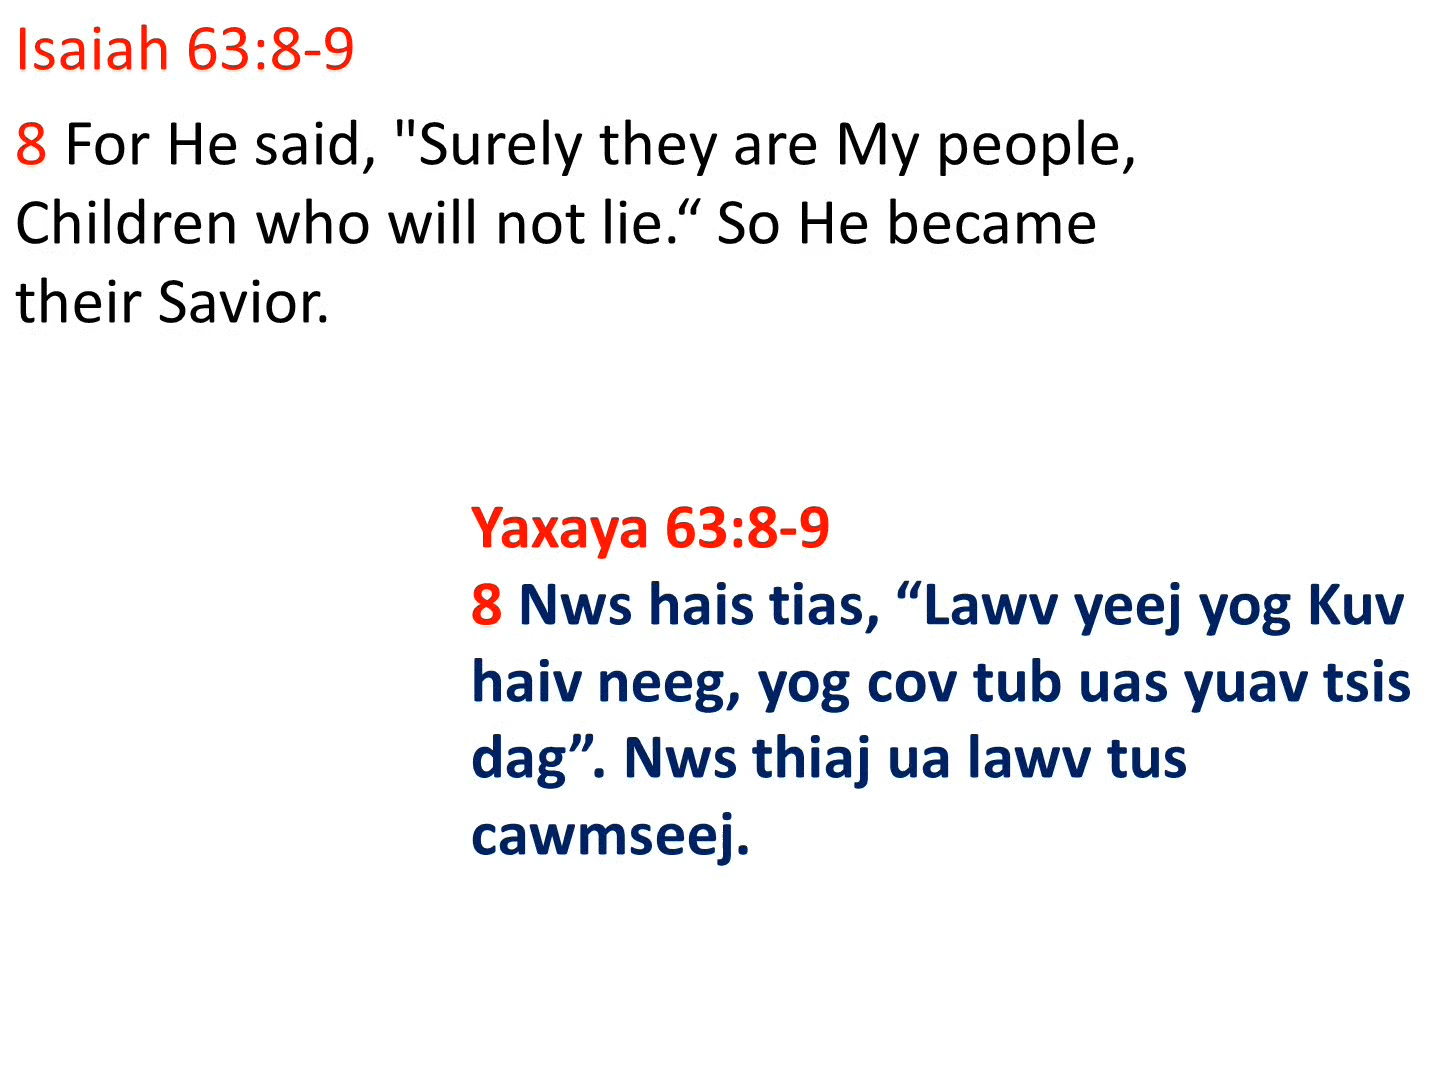 Isaiah 63:8-9
8 For He said, "Surely they are My people,
Children who will not lie.“ So He became
their Savior.
Yaxaya 63:8-9
8 Nws hais tias, “Lawv yeej yog Kuv
haiv neeg, yog cov tub uas yuav tsis
dag”. Nws thiaj ua lawv tus
cawmseej.